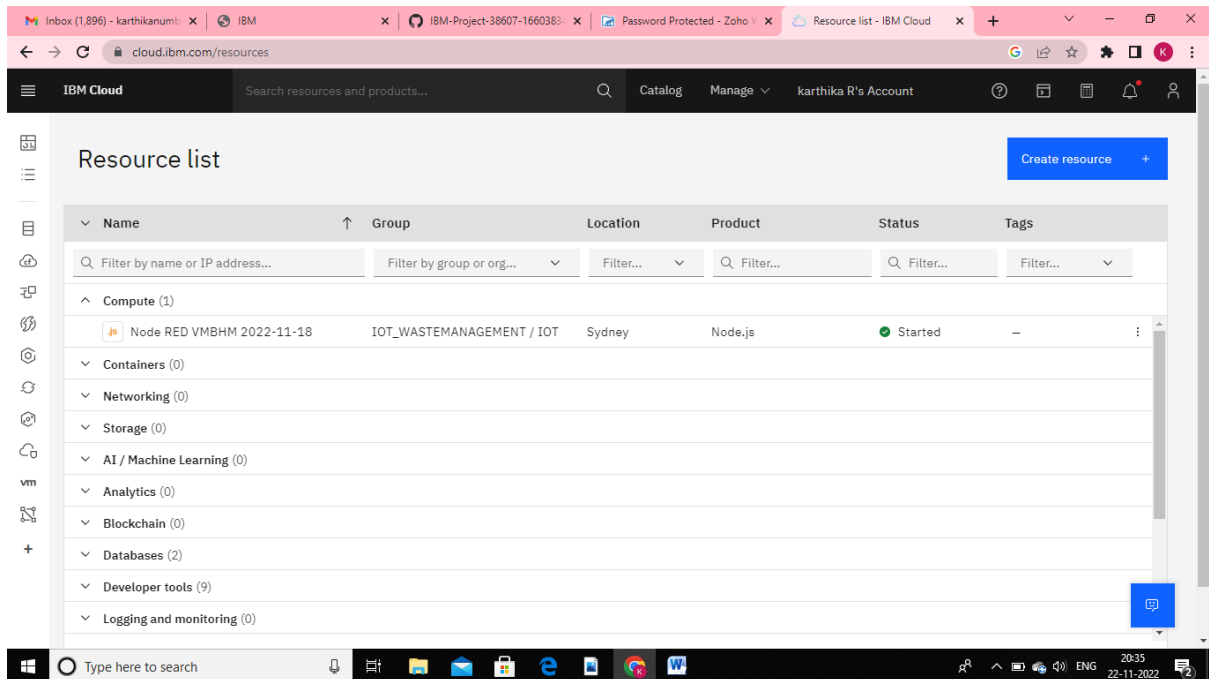 Inbox (1,896) - karthikanumb
IBM
IBM-Project-38607-1660383
Password Protected - Zoho
Resource list - IBM Cloud
cloud.ibm.com/resources
G
K
IBM Cloud
Search resources and products...
Catalog
Manage
karthika R's Account
Resource list
Create resource +
Name
Group
Location
Product
Status
Tags
Filter by name or IP address...
Filter by group or org...
Filter...
Filter...
Filter...
Filter...
Compute (1)
JS Node RED VMBHM 2022-11-18
IOT_WASTEMANAGEMENT / IOT
Sydney
Node.js
Started
–
Containers (0)
Networking (0)
Storage (0)
AI / Machine Learning (0)
Analytics (0)
Blockchain (0)
Databases (2)
Developer tools (9)
Logging and monitoring (0)
cf
vm
Type here to search
ENG
20:35
22-11-2022
2